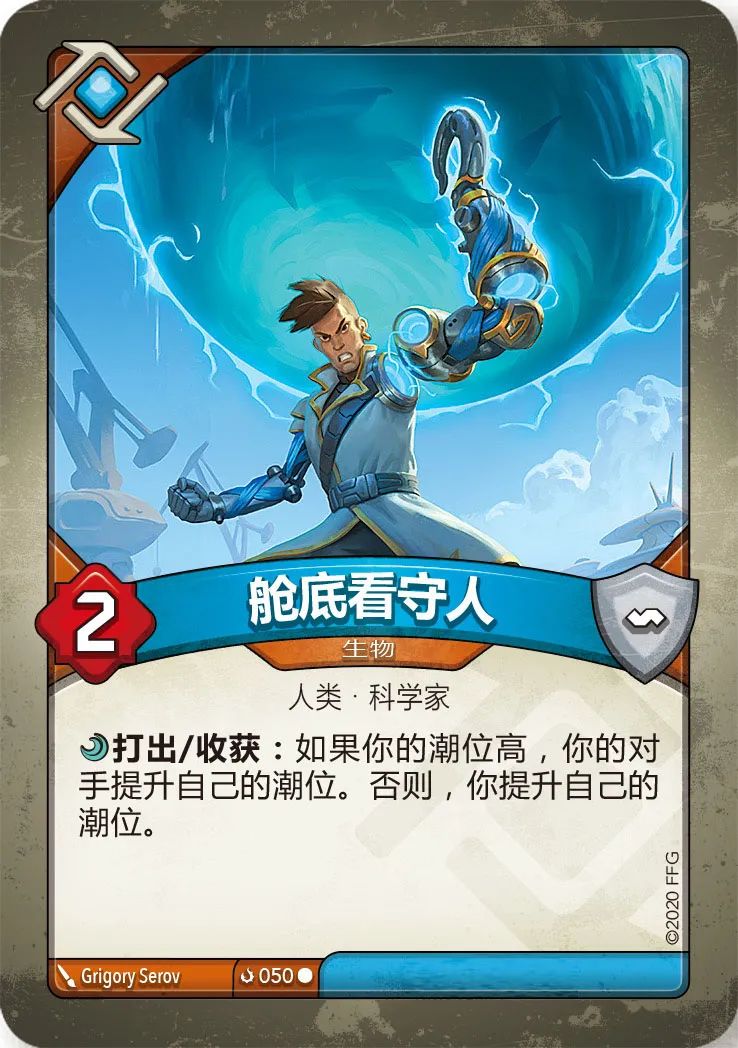 2
舱底看守人
生物
人类 · 科学家
打出/收获：如果你的潮位高，你的对
手提升自己的潮位。否则，你提升自己的
潮位。
©2020 FFG
Grigory Serov
050